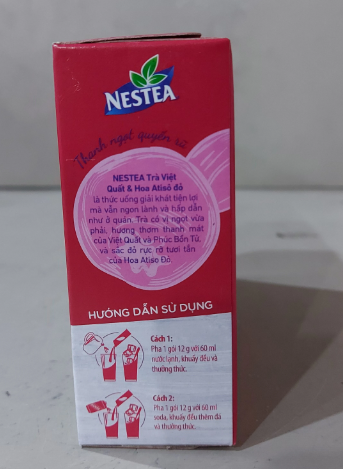 NESTEA
Thanh ngọt quyến rũ
NESTEA Trà Việt
Quất & Hoa Atisô đỏ
là thức uống giải khát tiện lợi
mà vẫn ngon lành và hấp dẫn
như ở quán. Trà có vị ngọt vừa
phải, hương thơm thanh mát
của Việt Quất và Phúc Bồn Tử,
và sắc đỏ rực rỡ tươi tắn
của Hoa Atiso Đỏ.
HƯỚNG DẪN SỬ DỤNG
Cách 1:
Pha 1 gói 12 g với 60 ml
nước lạnh, khuấy đều và
thưởng thức.
Cách 2:
Pha 1 gói 12 g với 60 ml
soda, khuấy đều thêm đá
và thưởng thức.